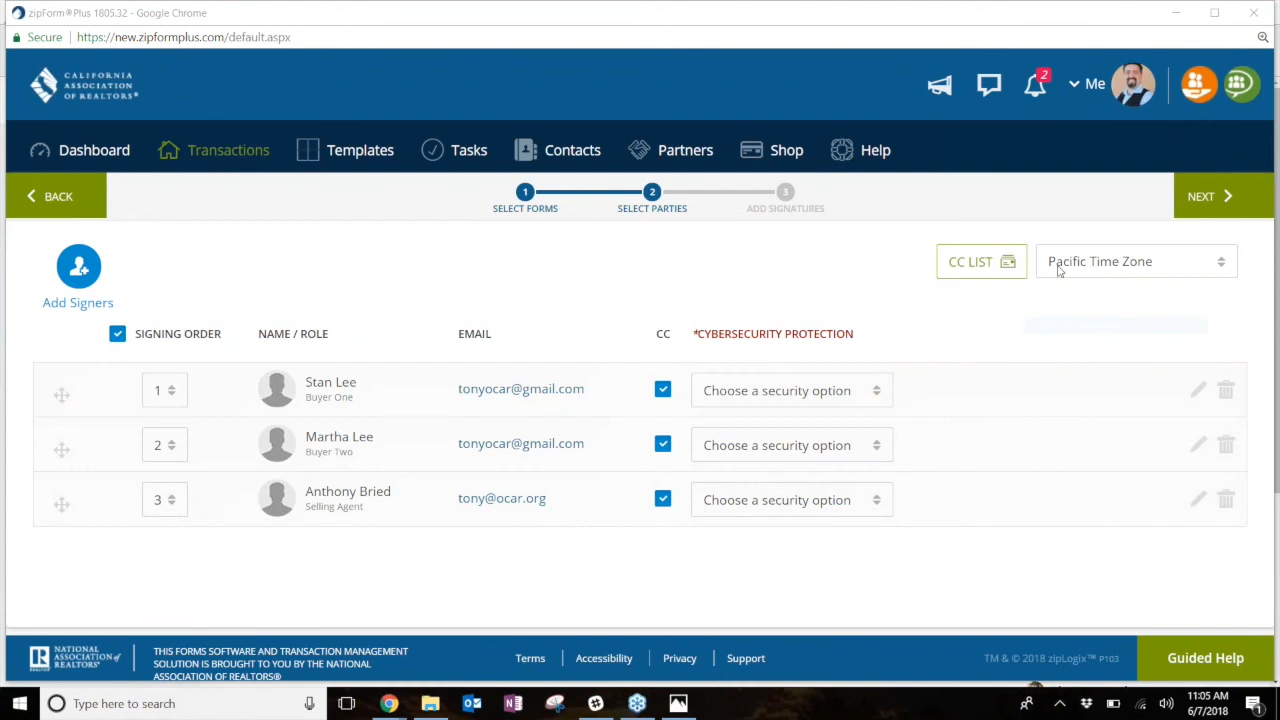 zipForm® Plus 1805.32 - Google Chrome
Secure | https://new.zipformplus.com/default.aspx
CALIFORNIA
ASSOCIATION
OF REALTORS®
2
Me
Dashboard
Transactions
Templates
Tasks
Contacts
Partners
Shop
Help
BACK
1
2
3
SELECT FORMS
SELECT PARTIES
ADD SIGNATURES
NEXT
Add Signers
CC LIST
Pacific Time Zone
SIGNING ORDER
NAME / ROLE
EMAIL
CC
*CYBERSECURITY PROTECTION
1
Stan Lee
Buyer One
tonyocar@gmail.com
Choose a security option
2
Martha Lee
Buyer Two
tonyocar@gmail.com
Choose a security option
3
Anthony Bried
Selling Agent
tony@ocar.org
Choose a security option
NATIONAL
ASSOCIATION of
REALTORS®
THIS FORMS SOFTWARE AND TRANSACTION MANAGEMENT
SOLUTION IS BROUGHT TO YOU BY THE NATIONAL
ASSOCIATION OF REALTORS®
Terms
Accessibility
Privacy
Support
TM & © 2018 zipLogix™ P103
Guided Help
Type here to search
11:05 AM
6/7/2018
1